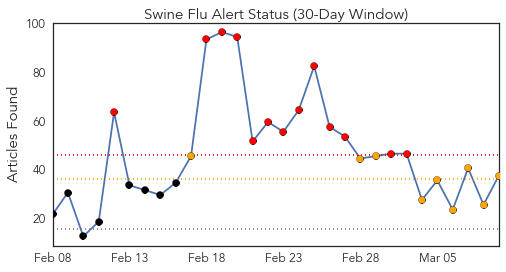 Swine Flu Alert Status (30-Day Window)
Articles Found
100
80
60
40
20
Feb 08
Feb 13
Feb 18
Feb 23
Feb 28
Mar 05